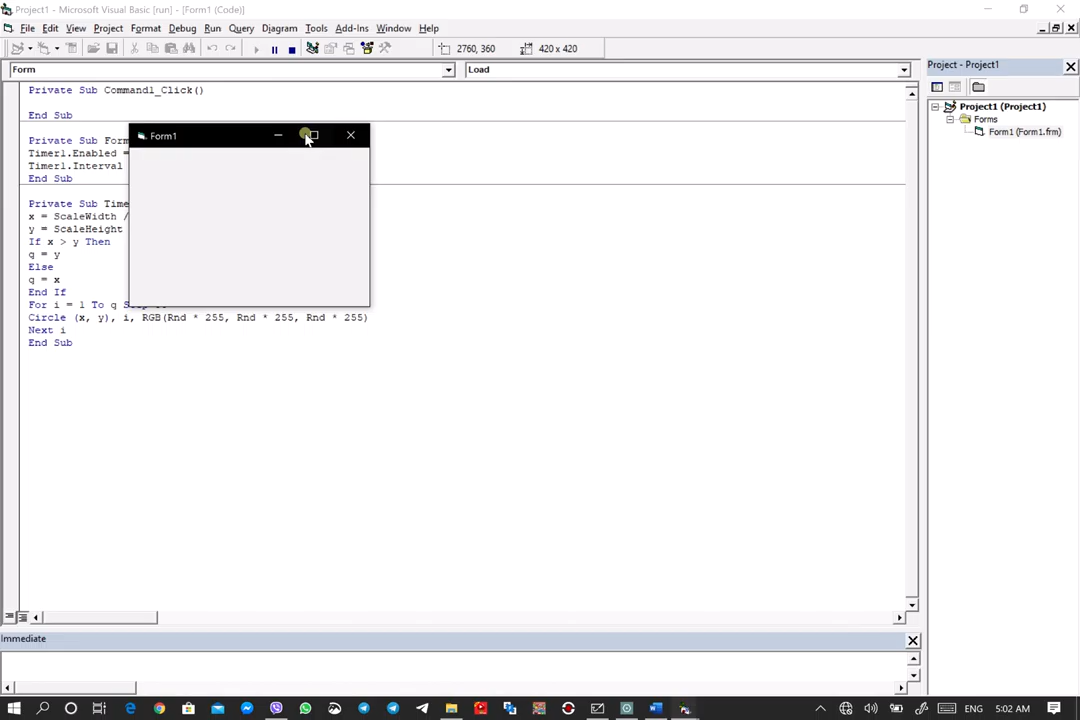 Project1 - Microsoft Visual Basic [run] - [Form1 (Code)]
File Edit View Project Format Debug Run Query Diagram Tools Add-Ins Window Help
2760, 360 420 x 420
Form Load
Project - Project1
Private Sub Command1_Click()
End Sub
Project1 (Project1)
Forms
Form1 (Form1.frm)
Form1
Private Sub Form
Timer1.Enabled =
Timer1.Interval
End Sub
Private Sub Time
x = ScaleWidth /
y = ScaleHeight
If x > y Then
q = y
Else
q = x
End If
For i = 1 To q
Circle (x, y), i, RGB(Rnd * 255, Rnd * 255, Rnd * 255)
Next i
End Sub
Immediate
ENG 5:02 AM